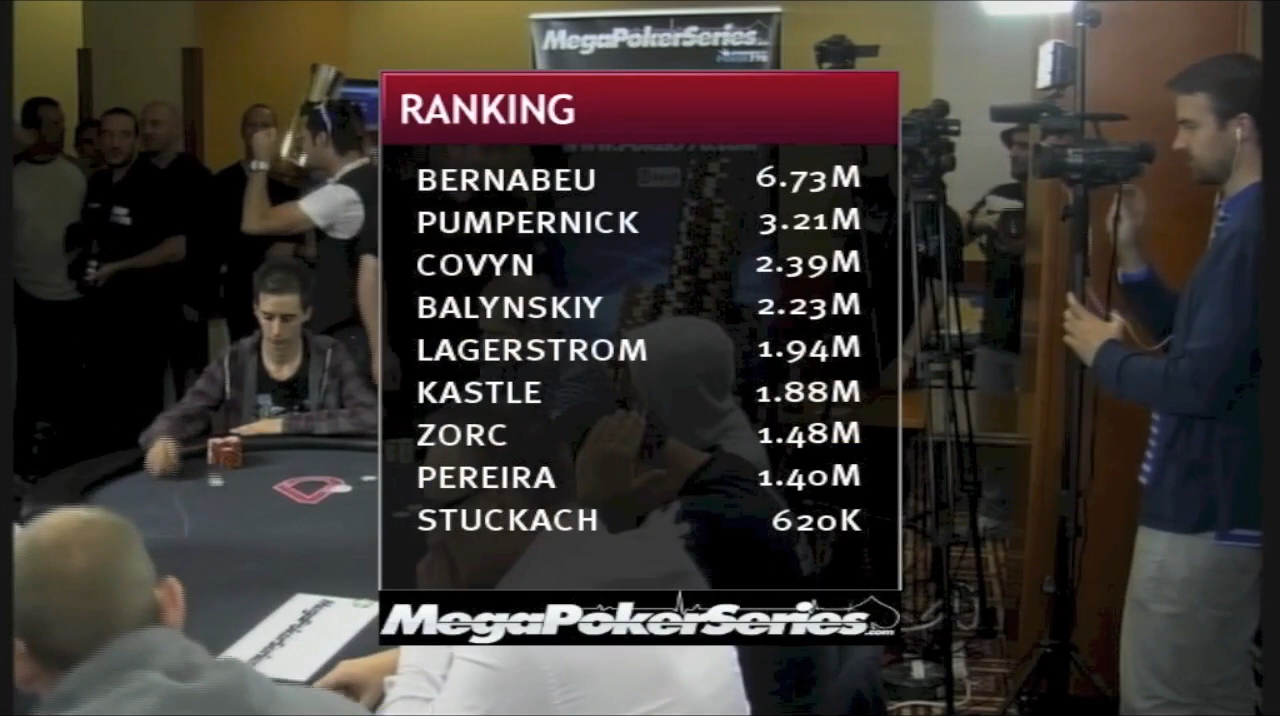 MegaPokerSeries
RANKING
BERNABEU 6.73M
PUMPERNICK 3.21M
COVYN 2.39M
BALYNSKIY 2.23M
LAGERSTROM 1.94M
KASTLE 1.88M
ZORC 1.48M
PEREIRA 1.40M
STUCKACH 620K
MegaPokerSeries.com
MegaPokerSeries